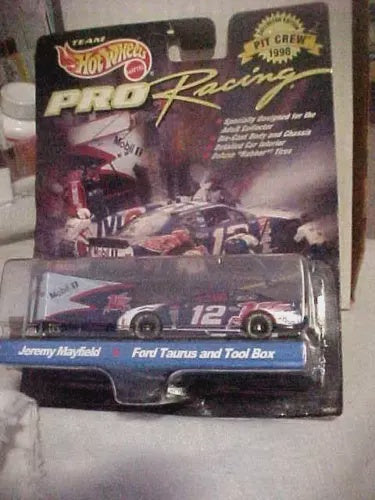 TEAM
Hot Wheels
MATTEL
PIT CREW
1998
PRO Racing
Specially Designed for the
Adult Collector
Die-Cast Body and Chassis
Detailed Car Interior
Deluxe "Rubber" Tires
Mobil 1
12
Mobil 1
12
Jeremy Mayfield Ford Taurus and Tool Box